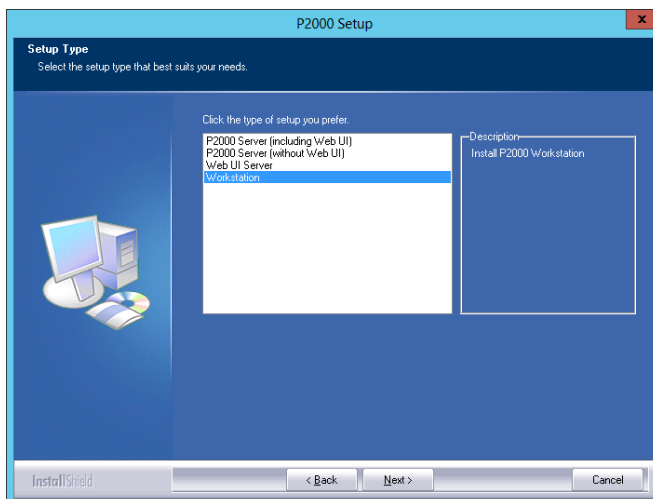 P2000 Setup
x
Setup Type
Select the setup type that best suits your needs.
Click the type of setup you prefer.
P2000 Server (including Web UI)
P2000 Server (without Web UI)
Web UI Server
Workstation
Description
Install P2000 Workstation
InstallShield
< Back
Next >
Cancel